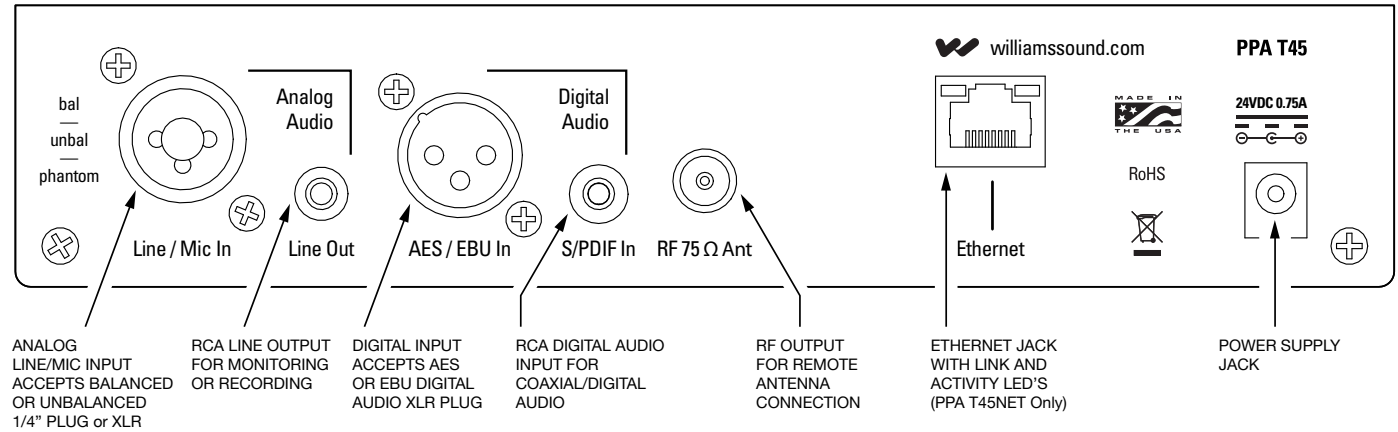 williamssound.com
PPA T45
bal
unbal
phantom
Analog
Audio
Digital
Audio
MADE IN
THE USA
24VDC 0.75A
RoHS
Line / Mic In
Line Out
AES / EBU In
S/PDIF In
RF 75 Ω Ant
Ethernet
ANALOG
LINE/MIC INPUT
ACCEPTS BALANCED
OR UNBALANCED
1/4” PLUG or XLR
RCA LINE OUTPUT
FOR MONITORING
OR RECORDING
DIGITAL INPUT
ACCEPTS AES
OR EBU DIGITAL
AUDIO XLR PLUG
RCA DIGITAL AUDIO
INPUT FOR
COAXIAL/DIGITAL
AUDIO
RF OUTPUT
FOR REMOTE
ANTENNA
CONNECTION
ETHERNET JACK
WITH LINK AND
ACTIVITY LED’S
(PPA T45NET Only)
POWER SUPPLY
JACK